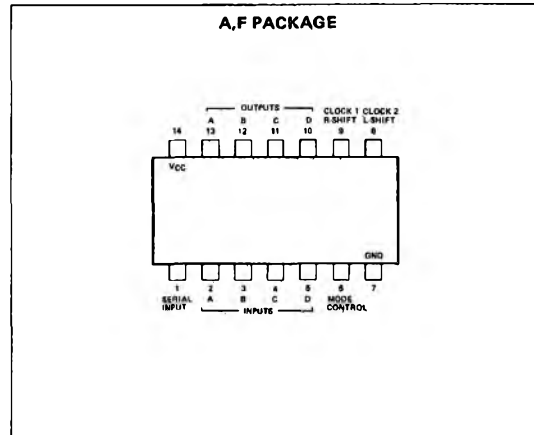 A,F PACKAGE
OUTPUTS
CLOCK 1 CLOCK 2
A B C D R-SHIFT L-SHIFT
14 13 12 11 10 9 8
VCC
GND
1 2 3 4 5 6 7
SERIAL A B C D MODE
INPUT INPUTS CONTROL